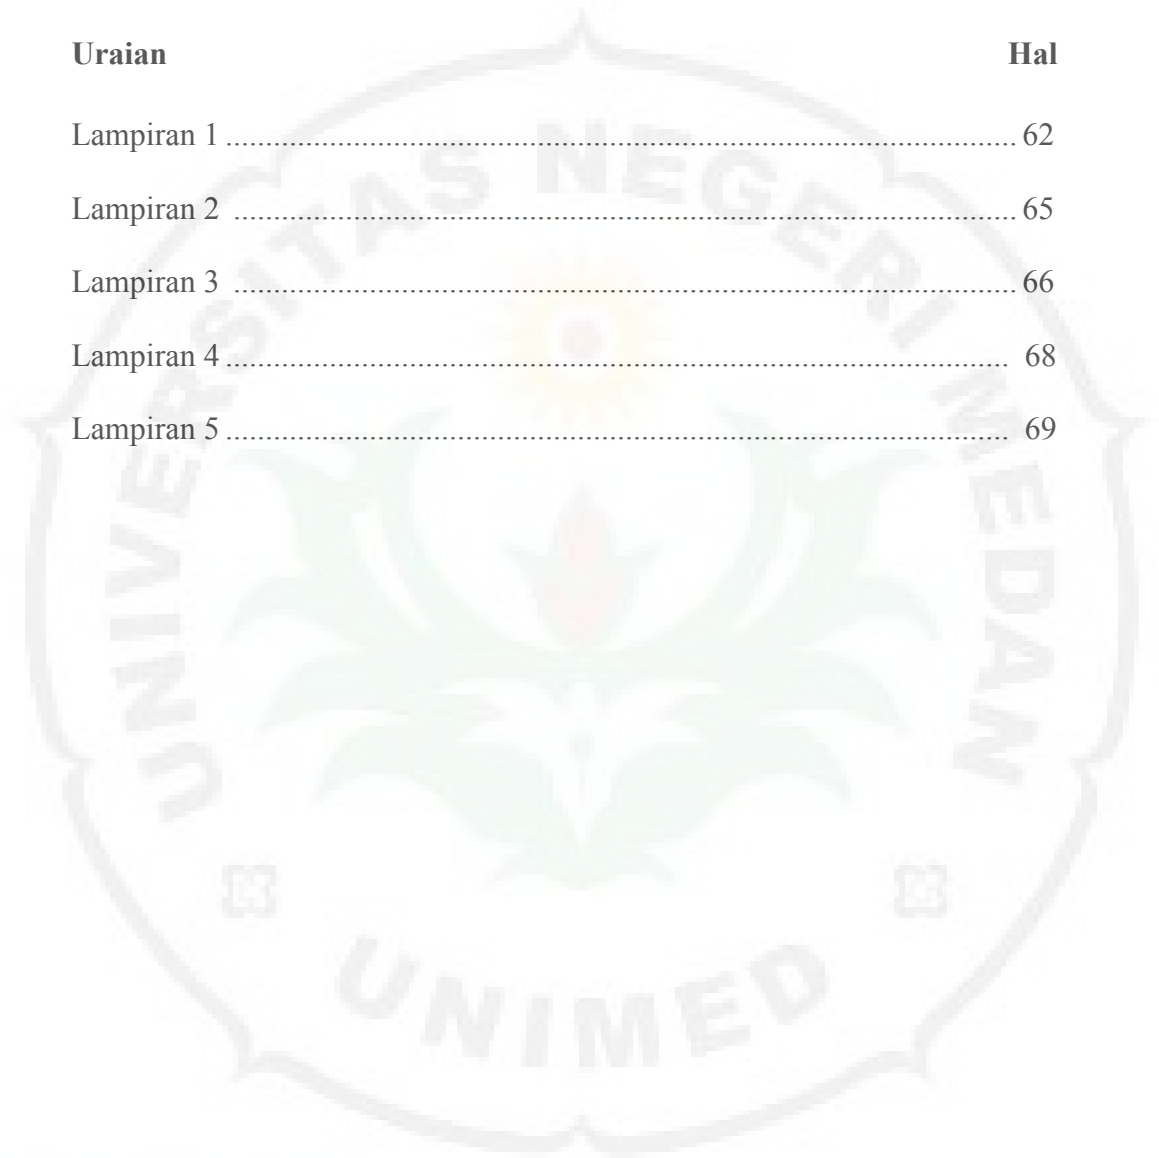 Uraian Hal
Lampiran 1 .................................................................................................. 62
Lampiran 2 ................................................................................................. 65
Lampiran 3 ................................................................................................. 66
Lampiran 4 ................................................................................................. 68
Lampiran 5 ................................................................................................. 69
UNIVERSITAS NEGERI MEDAN
UNIMED